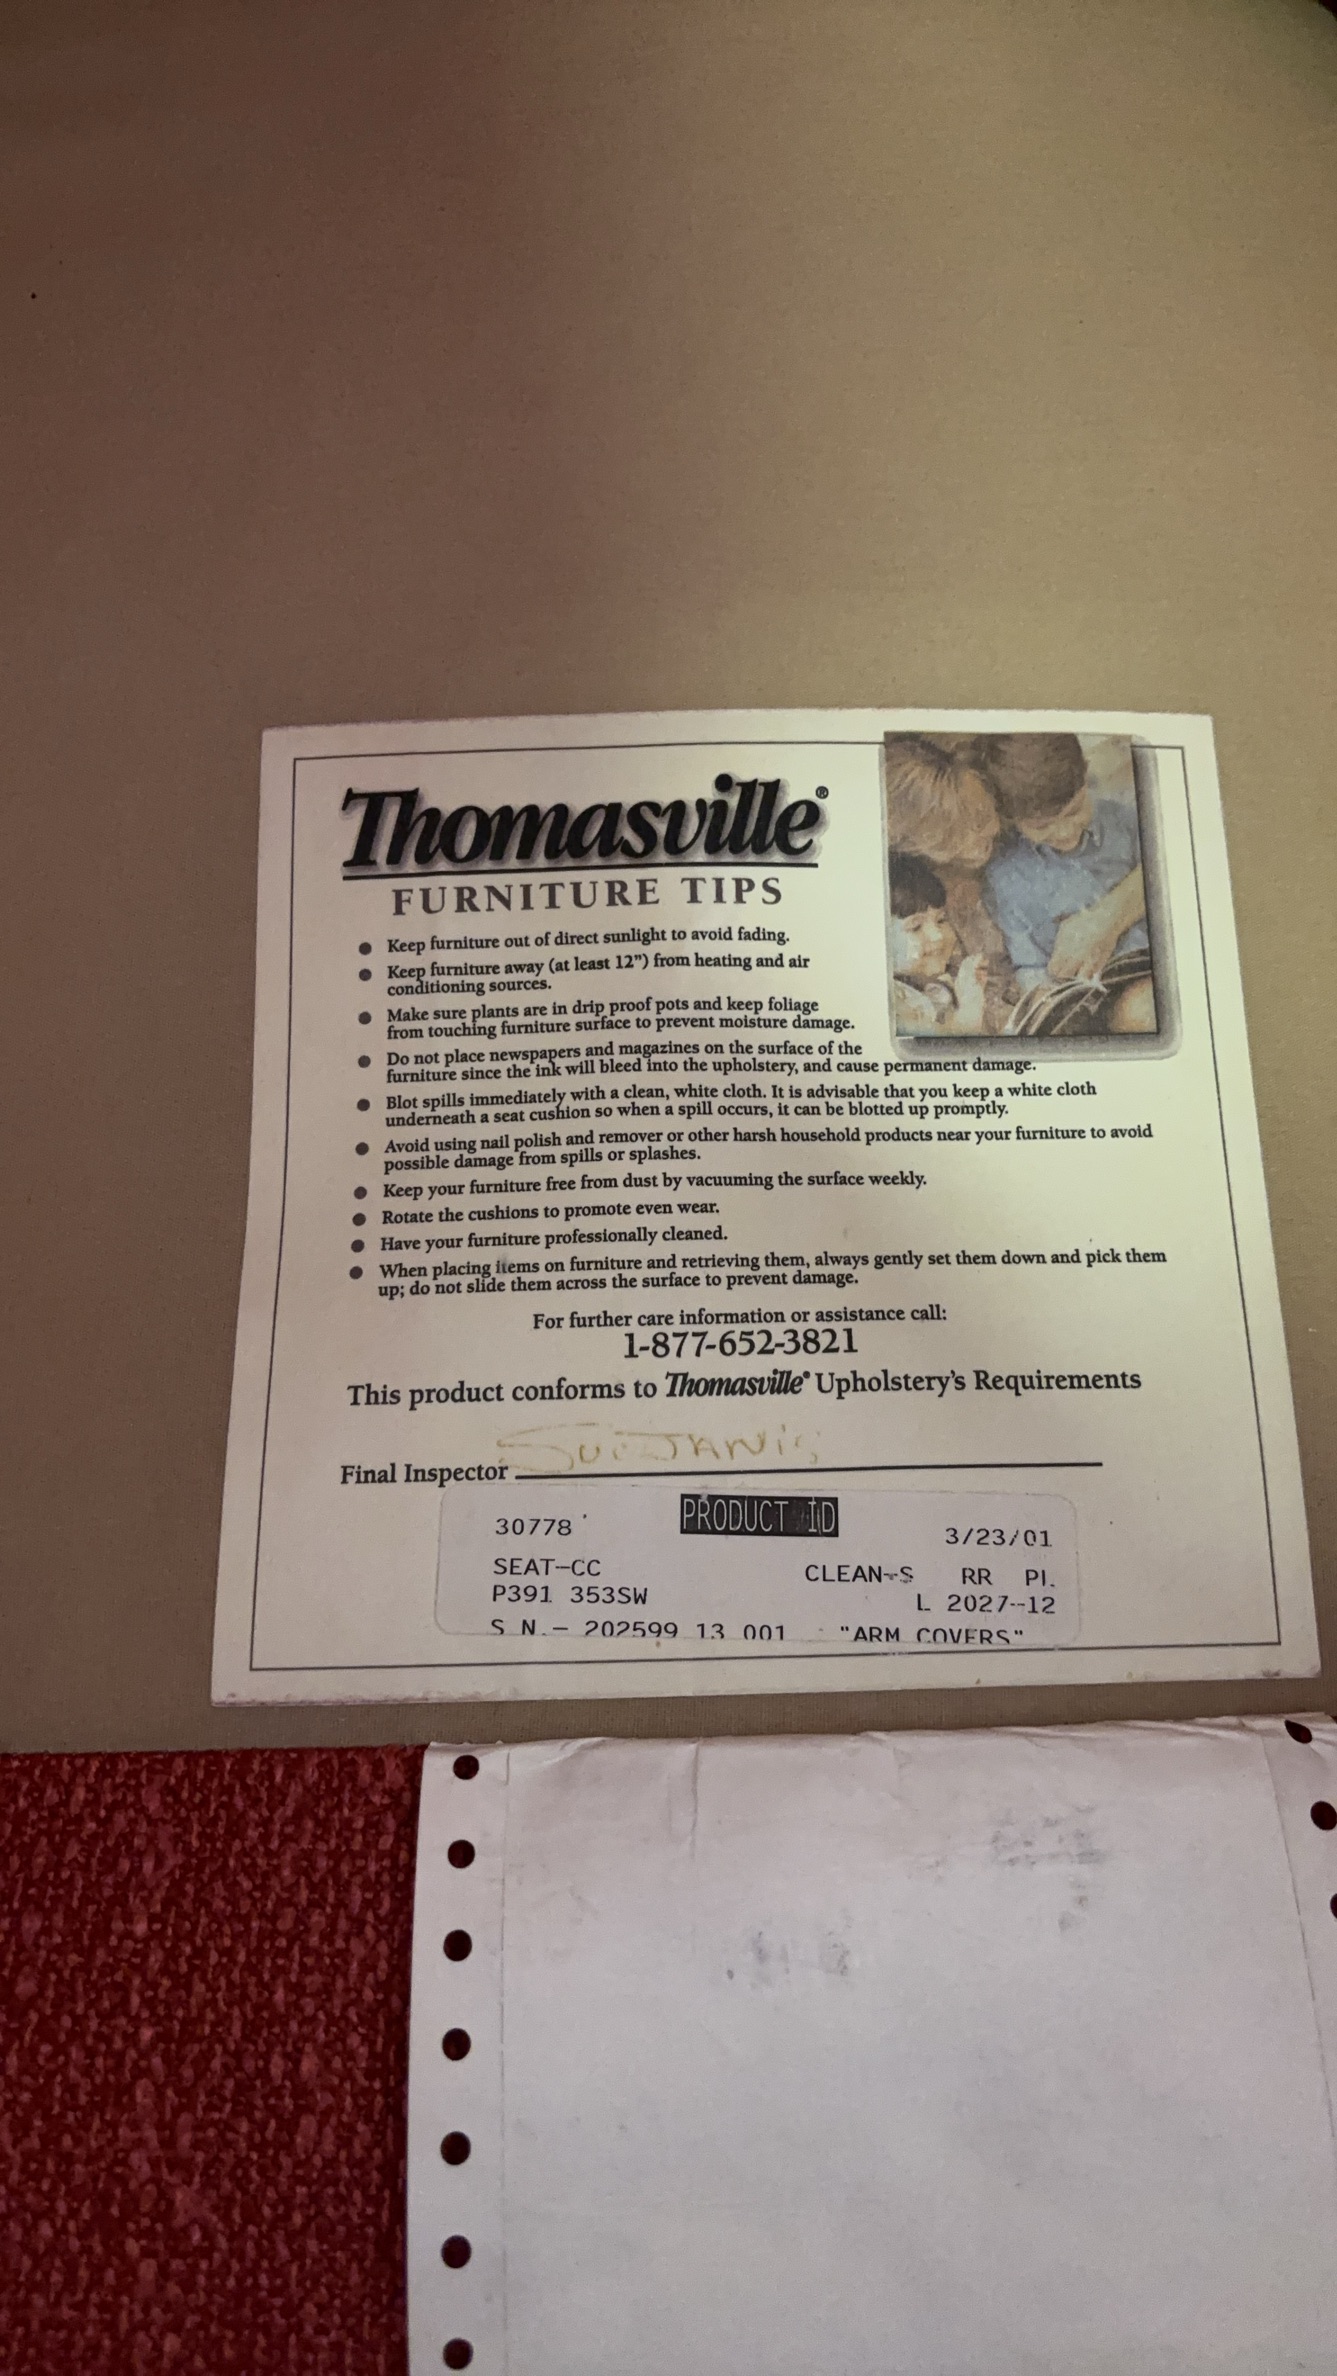 Thomasville®
FURNITURE TIPS
● Keep furniture out of direct sunlight to avoid fading.
● Keep furniture away (at least 12") from heating and air
conditioning sources.
● Make sure plants are in drip proof pots and keep foliage
from touching furniture surface to prevent moisture damage.
● Do not place newspapers and magazines on the surface of the
furniture since the ink will bleed into the upholstery, and cause permanent damage.
● Blot spills immediately with a clean, white cloth. It is advisable that you keep a white cloth
underneath a seat cushion so when a spill occurs, it can be blotted up promptly.
● Avoid using nail polish and remover or other harsh household products near your furniture to avoid
possible damage from spills or splashes.
● Keep your furniture free from dust by vacuuming the surface weekly.
● Rotate the cushions to promote even wear.
● Have your furniture professionally cleaned.
● When placing items on furniture and retrieving them, always gently set them down and pick them
up; do not slide them across the surface to prevent damage.
For further care information or assistance call:
1-877-652-3821
This product conforms to Thomasville® Upholstery's Requirements
Final Inspector
30778 PRODUCT ID 3/23/01
SEAT-CC CLEAN-S RR
P391 353SW L 2027-12
S N.- 202599 13 001 "ARM COVERS"